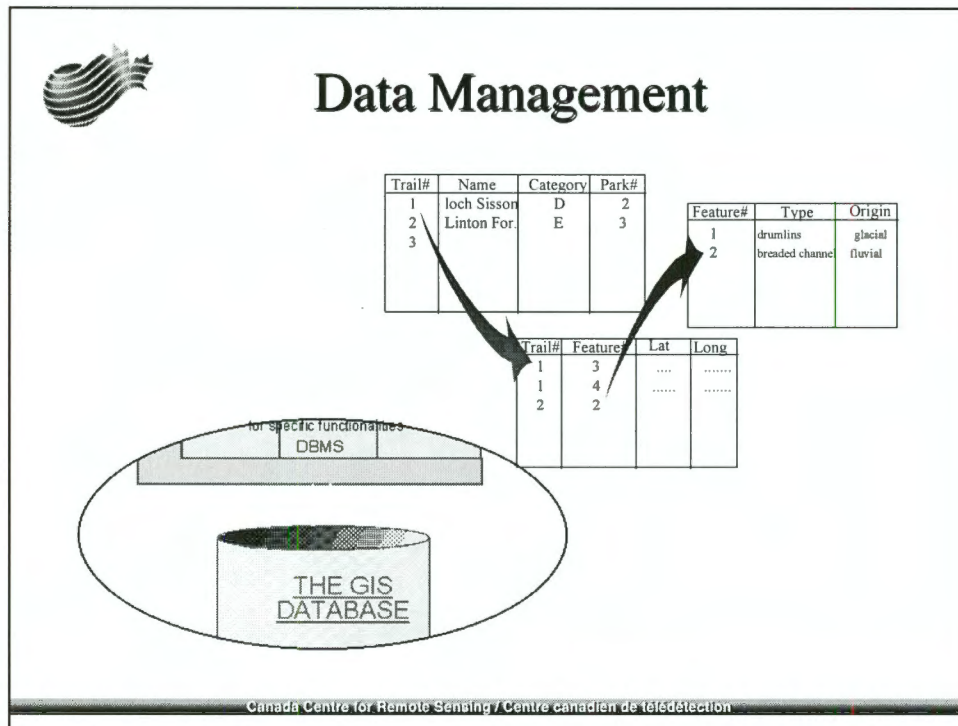 Data Management
Trail# Name Category Park#
1 loch Sisson D 2
2 Linton For. E 3
3
Feature# Type Origin
1 drumlins glacial
2 breaded channel fluvial
Trail# Feature# Lat Long
1 3 .... .......
1 4 ...... .......
2 2
for specific functionalities
DBMS
THE GIS
DATABASE
Canada Centre for Remote Sensing / Centre canadien de télédétection